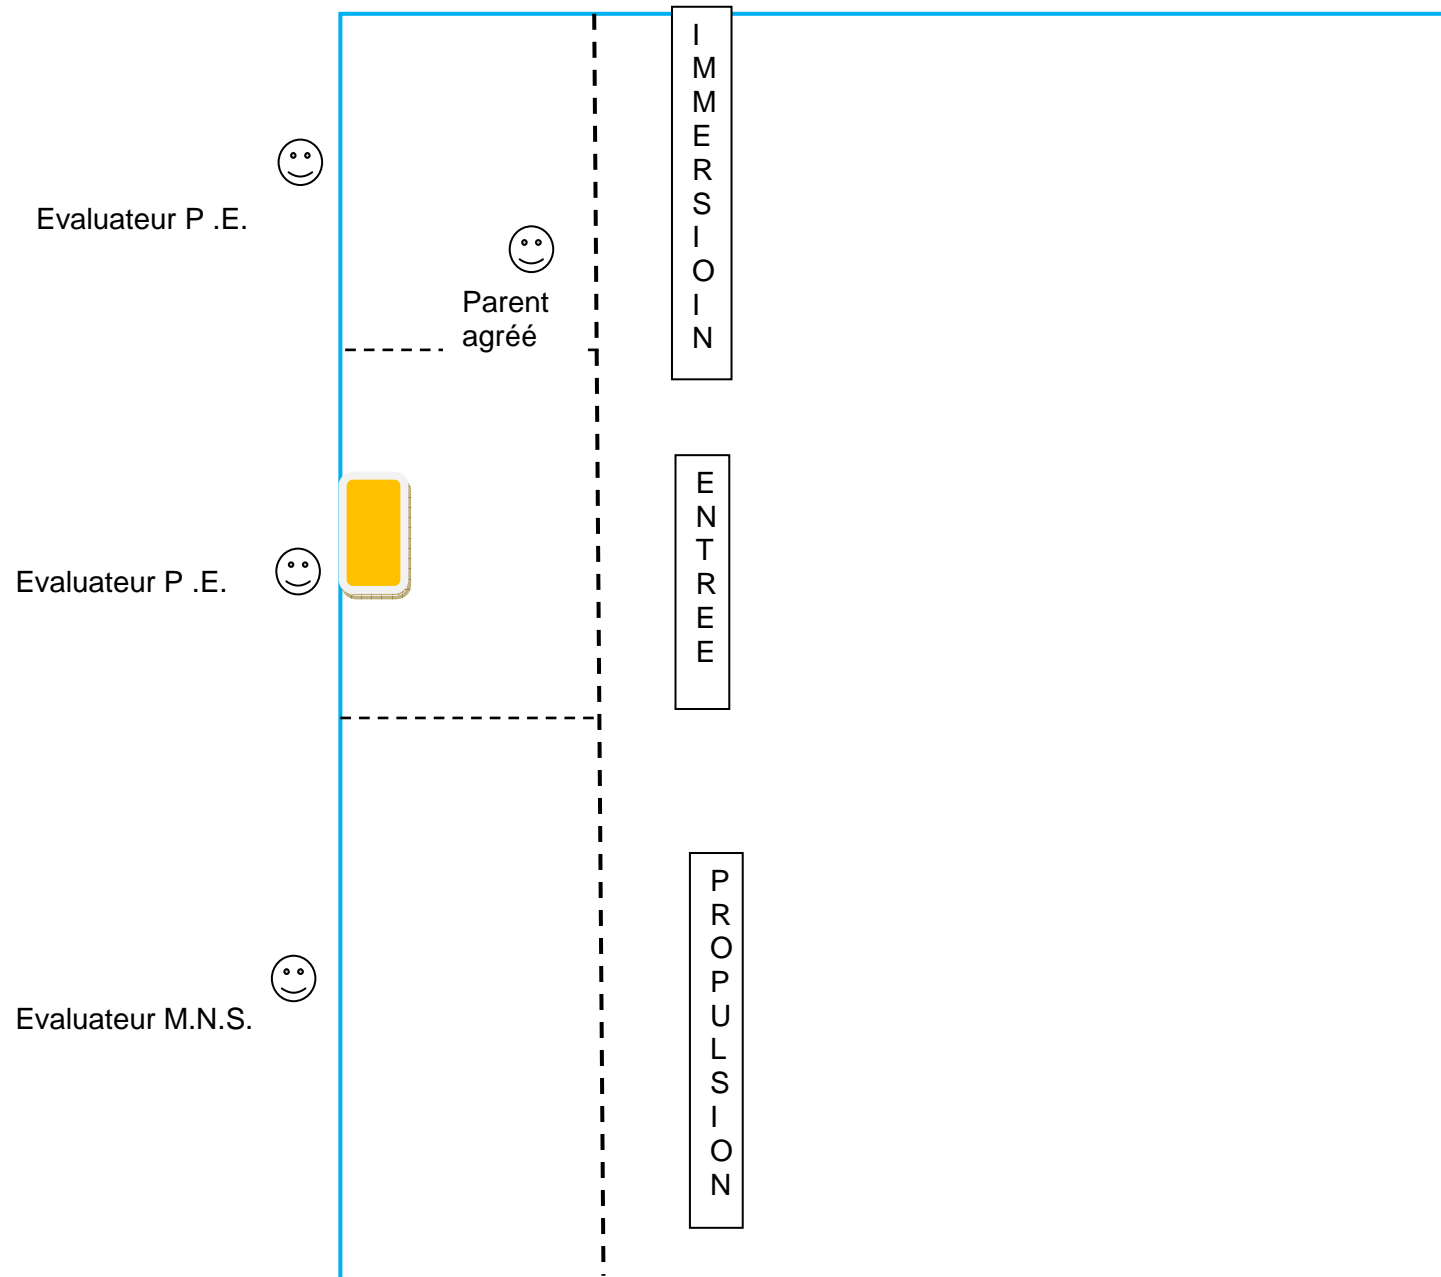 IMMERSIOIN
Evaluateur P .E.
Parent
agréé
ENTREE
Evaluateur P .E.
PROPULSION
Evaluateur M.N.S.